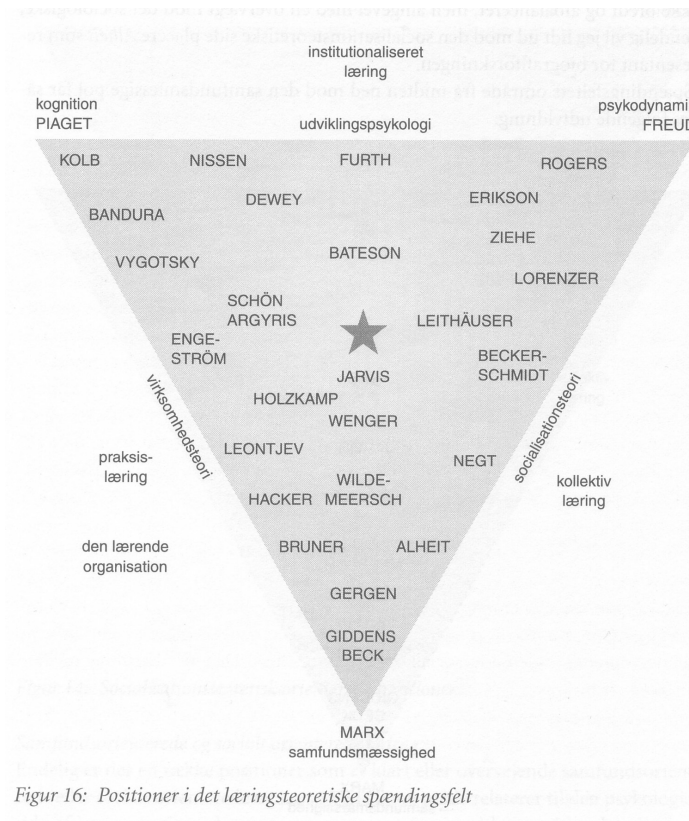 institutionaliseret
læring
kognition
PIAGET
udviklingspsykologi
psykodynami
FREUD
KOLB
NISSEN
FURTH
ROGERS
BANDURA
DEWEY
ERIKSON
VYGOTSKY
BATESON
ZIEHE
LORENZER
SCHÖN
ARGYRIS
LEITHÄUSER
ENGE-
STRÖM
BECKER-
SCHMIDT
JARVIS
HOLZKAMP
WENGER
virksomhedsteori
socialisationsteori
LEONTJEV
NEGT
praksis-
læring
kollektiv
læring
HACKER
WILDE-
MEERSCH
den lærende
organisation
BRUNER
ALHEIT
GERGEN
GIDDENS
BECK
MARX
samfundsmæssighed
Figur 16: Positioner i det læringsteoretiske spændingsfelt